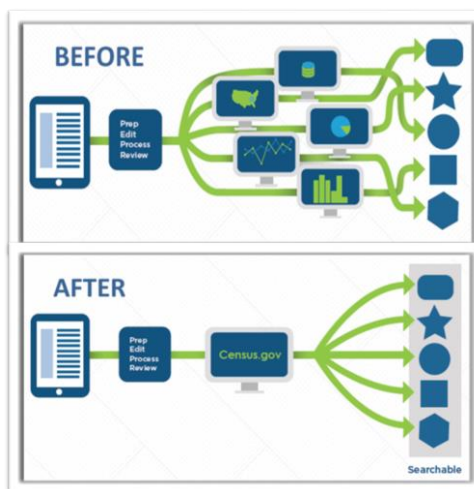 BEFORE
Prep
Edit
Process
Review
AFTER
Prep
Edit
Process
Review
Census.gov
Searchable